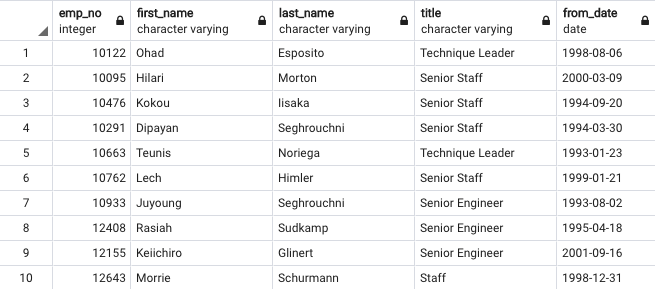 emp_no first_name last_name title from_date
integer character varying character varying character varying date
1 10122 Ohad Esposito Technique Leader 1998-08-06
2 10095 Hilari Morton Senior Staff 2000-03-09
3 10476 Kokou Iisaka Senior Staff 1994-09-20
4 10291 Dipayan Seghrouchni Senior Staff 1994-03-30
5 10663 Teunis Noriega Technique Leader 1993-01-23
6 10762 Lech Himler Senior Staff 1999-01-21
7 10933 Juyoung Seghrouchni Senior Engineer 1993-08-02
8 12408 Rasiah Sudkamp Senior Engineer 1995-04-18
9 12155 Keiichiro Glinert Senior Engineer 2001-09-16
10 12643 Morrie Schurmann Staff 1998-12-31